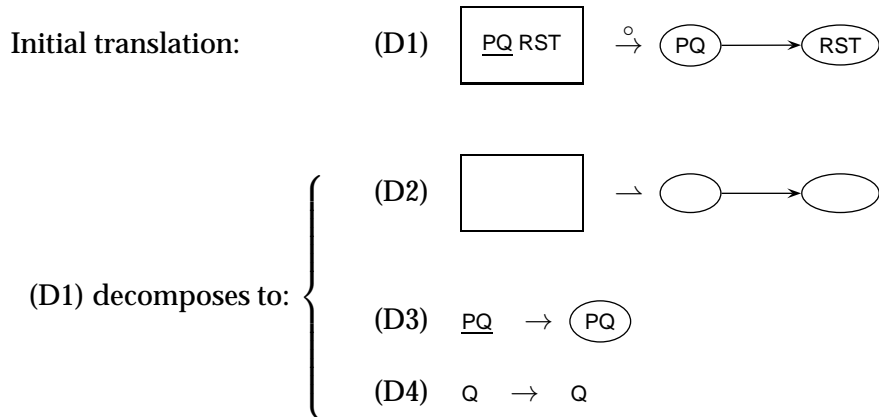 Initial translation: (D1) PQ RST →̊ PQ RST
(D2) ⇀
(D1) decomposes to:
(D3) PQ → PQ
(D4) Q → Q